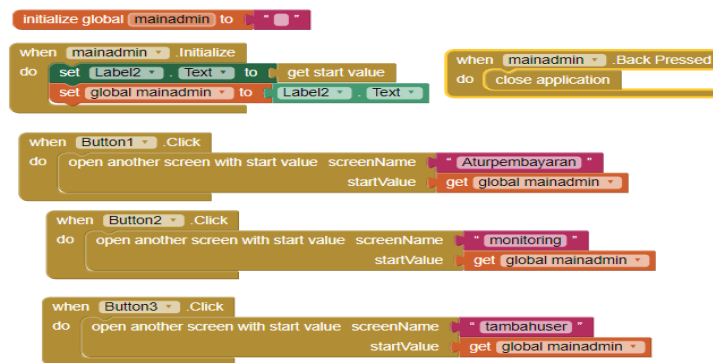 initialize global mainadmin to " "
when mainadmin .Initialize
do set Label2 . Text to get start value
set global mainadmin to Label2 . Text
when mainadmin .Back Pressed
do close application
when Button1 .Click
do open another screen with start value screenName " Aturpembayaran "
startValue get global mainadmin
when Button2 .Click
do open another screen with start value screenName " monitoring "
startValue get global mainadmin
when Button3 .Click
do open another screen with start value screenName " tambahuser "
startValue get global mainadmin